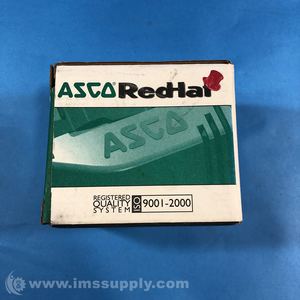 ASCO® RedHat
ASCO
REGISTERED
QUALITY
SYSTEM
ISO 9001-2000
© www.imssupply.com